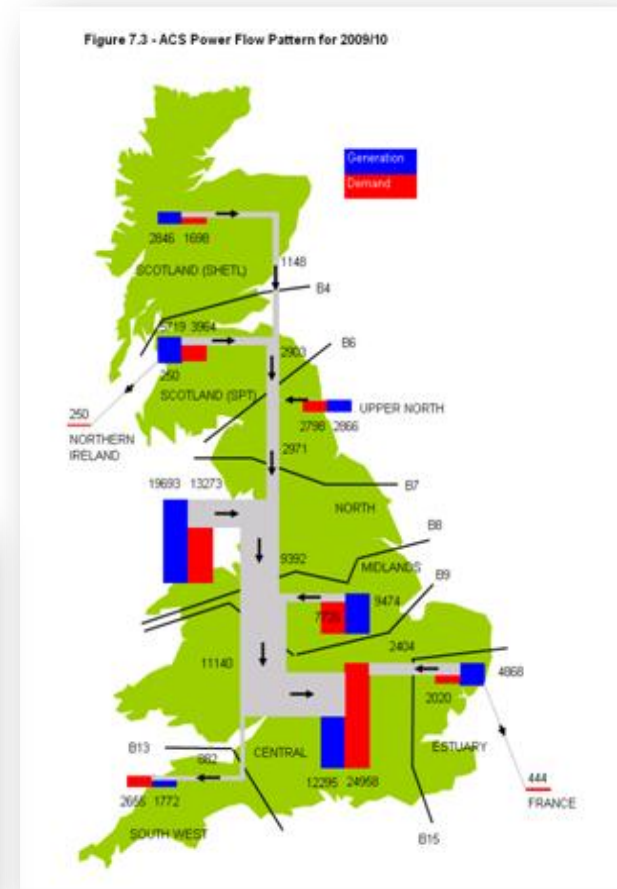 Figure 7.3 - ACS Power Flow Pattern for 2009/10
Generation
Demand
2846 1698
SCOTLAND (SHETL)
1148
B4
5719 3964
2903
B6
250
SCOTLAND (SPT)
250
NORTHERN
IRELAND
UPPER NORTH
2798 2866
2971
B7
19693 13273
NORTH
B8
9392
MIDLANDS
B9
9474
2404
11140
4868
2020
B13
882
CENTRAL
ESTUARY
2655 1772
12295 24958
444
FRANCE
SOUTH WEST
B15